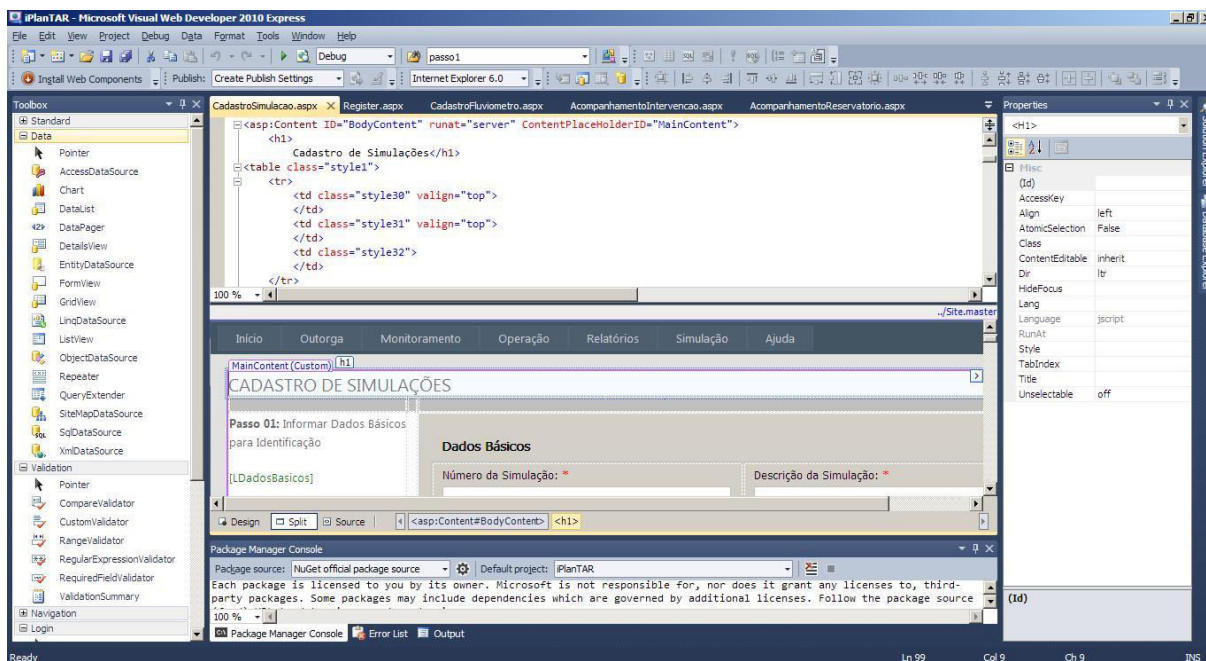 iPlanTAR - Microsoft Visual Web Developer 2010 Express
File Edit View Project Debug Data Format Tools Window Help
Debug passo1
Install Web Components Publish: Create Publish Settings Internet Explorer 6.0
Toolbox
Standard
Data
Pointer
AccessDataSource
Chart
DataList
DataPager
DetailsView
EntityDataSource
FormView
GridView
LinqDataSource
ListView
ObjectDataSource
Repeater
QueryExtender
SiteMapDataSource
SqlDataSource
XmlDataSource
Validation
Pointer
CompareValidator
CustomValidator
RangeValidator
RegularExpressionValidator
RequiredFieldValidator
ValidationSummary
Navigation
Login
CadastroSimulacao.aspx Register.aspx CadastroFluviometro.aspx AcompanhamentoIntervencao.aspx AcompanhamentoReservatorio.aspx
<asp:Content ID="BodyContent" runat="server" ContentPlaceHolderID="MainContent">
<h1>
Cadastro de Simulações</h1>
<table class="style1">
<tr>
<td class="style30" valign="top">
</td>
<td class="style31" valign="top">
</td>
<td class="style32">
</td>
</tr>
100 %
../Site.master
Início Outorga Monitoramento Operação Relatórios Simulação Ajuda
MainContent (Custom) h1
CADASTRO DE SIMULAÇÕES
Passo 01: Informar Dados Básicos
para Identificação
[LDadosBasicos]
Dados Básicos
Número da Simulação: * Descrição da Simulação: *
Design Split Source <asp:Content#BodyContent> <h1>
Package Manager Console
Package source: NuGet official package source Default project: iPlanTAR
Each package is licensed to you by its owner. Microsoft is not responsible for, nor does it grant any licenses to, third-
party packages. Some packages may include dependencies which are governed by additional licenses. Follow the package source
100 %
Package Manager Console Error List Output
Properties
<H1>
Misc
(Id)
AccessKey
Align left
AtomicSelection False
Class
ContentEditable inherit
Dir ltr
HideFocus
Lang
Language jscript
RunAt
Style
TabIndex
Title
Unselectable off
(Id)
Solution Explorer
Database Explorer
Ready Ln 99 Col 9 Ch 9 INS